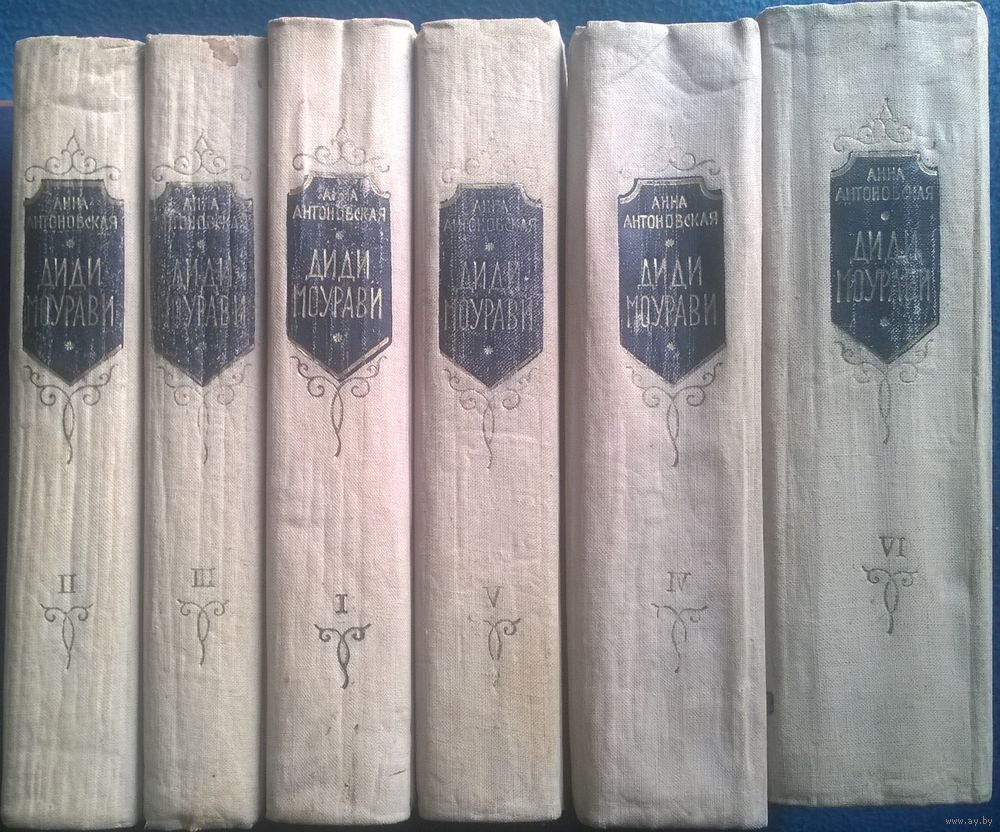 АННА
АНТОНОВСКАЯ
ДИДИ
МОУРАВИ
II
АННА
АНТОНОВСКАЯ
ДИДИ
МОУРАВИ
III
АННА
АНТОНОВСКАЯ
ДИДИ
МОУРАВИ
I
АННА
АНТОНОВСКАЯ
ДИДИ
МОУРАВИ
V
АННА
АНТОНОВСКАЯ
ДИДИ
МОУРАВИ
IV
АННА
АНТОНОВСКАЯ
ДИДИ
МОУРАВИ
VI
www.ay.by